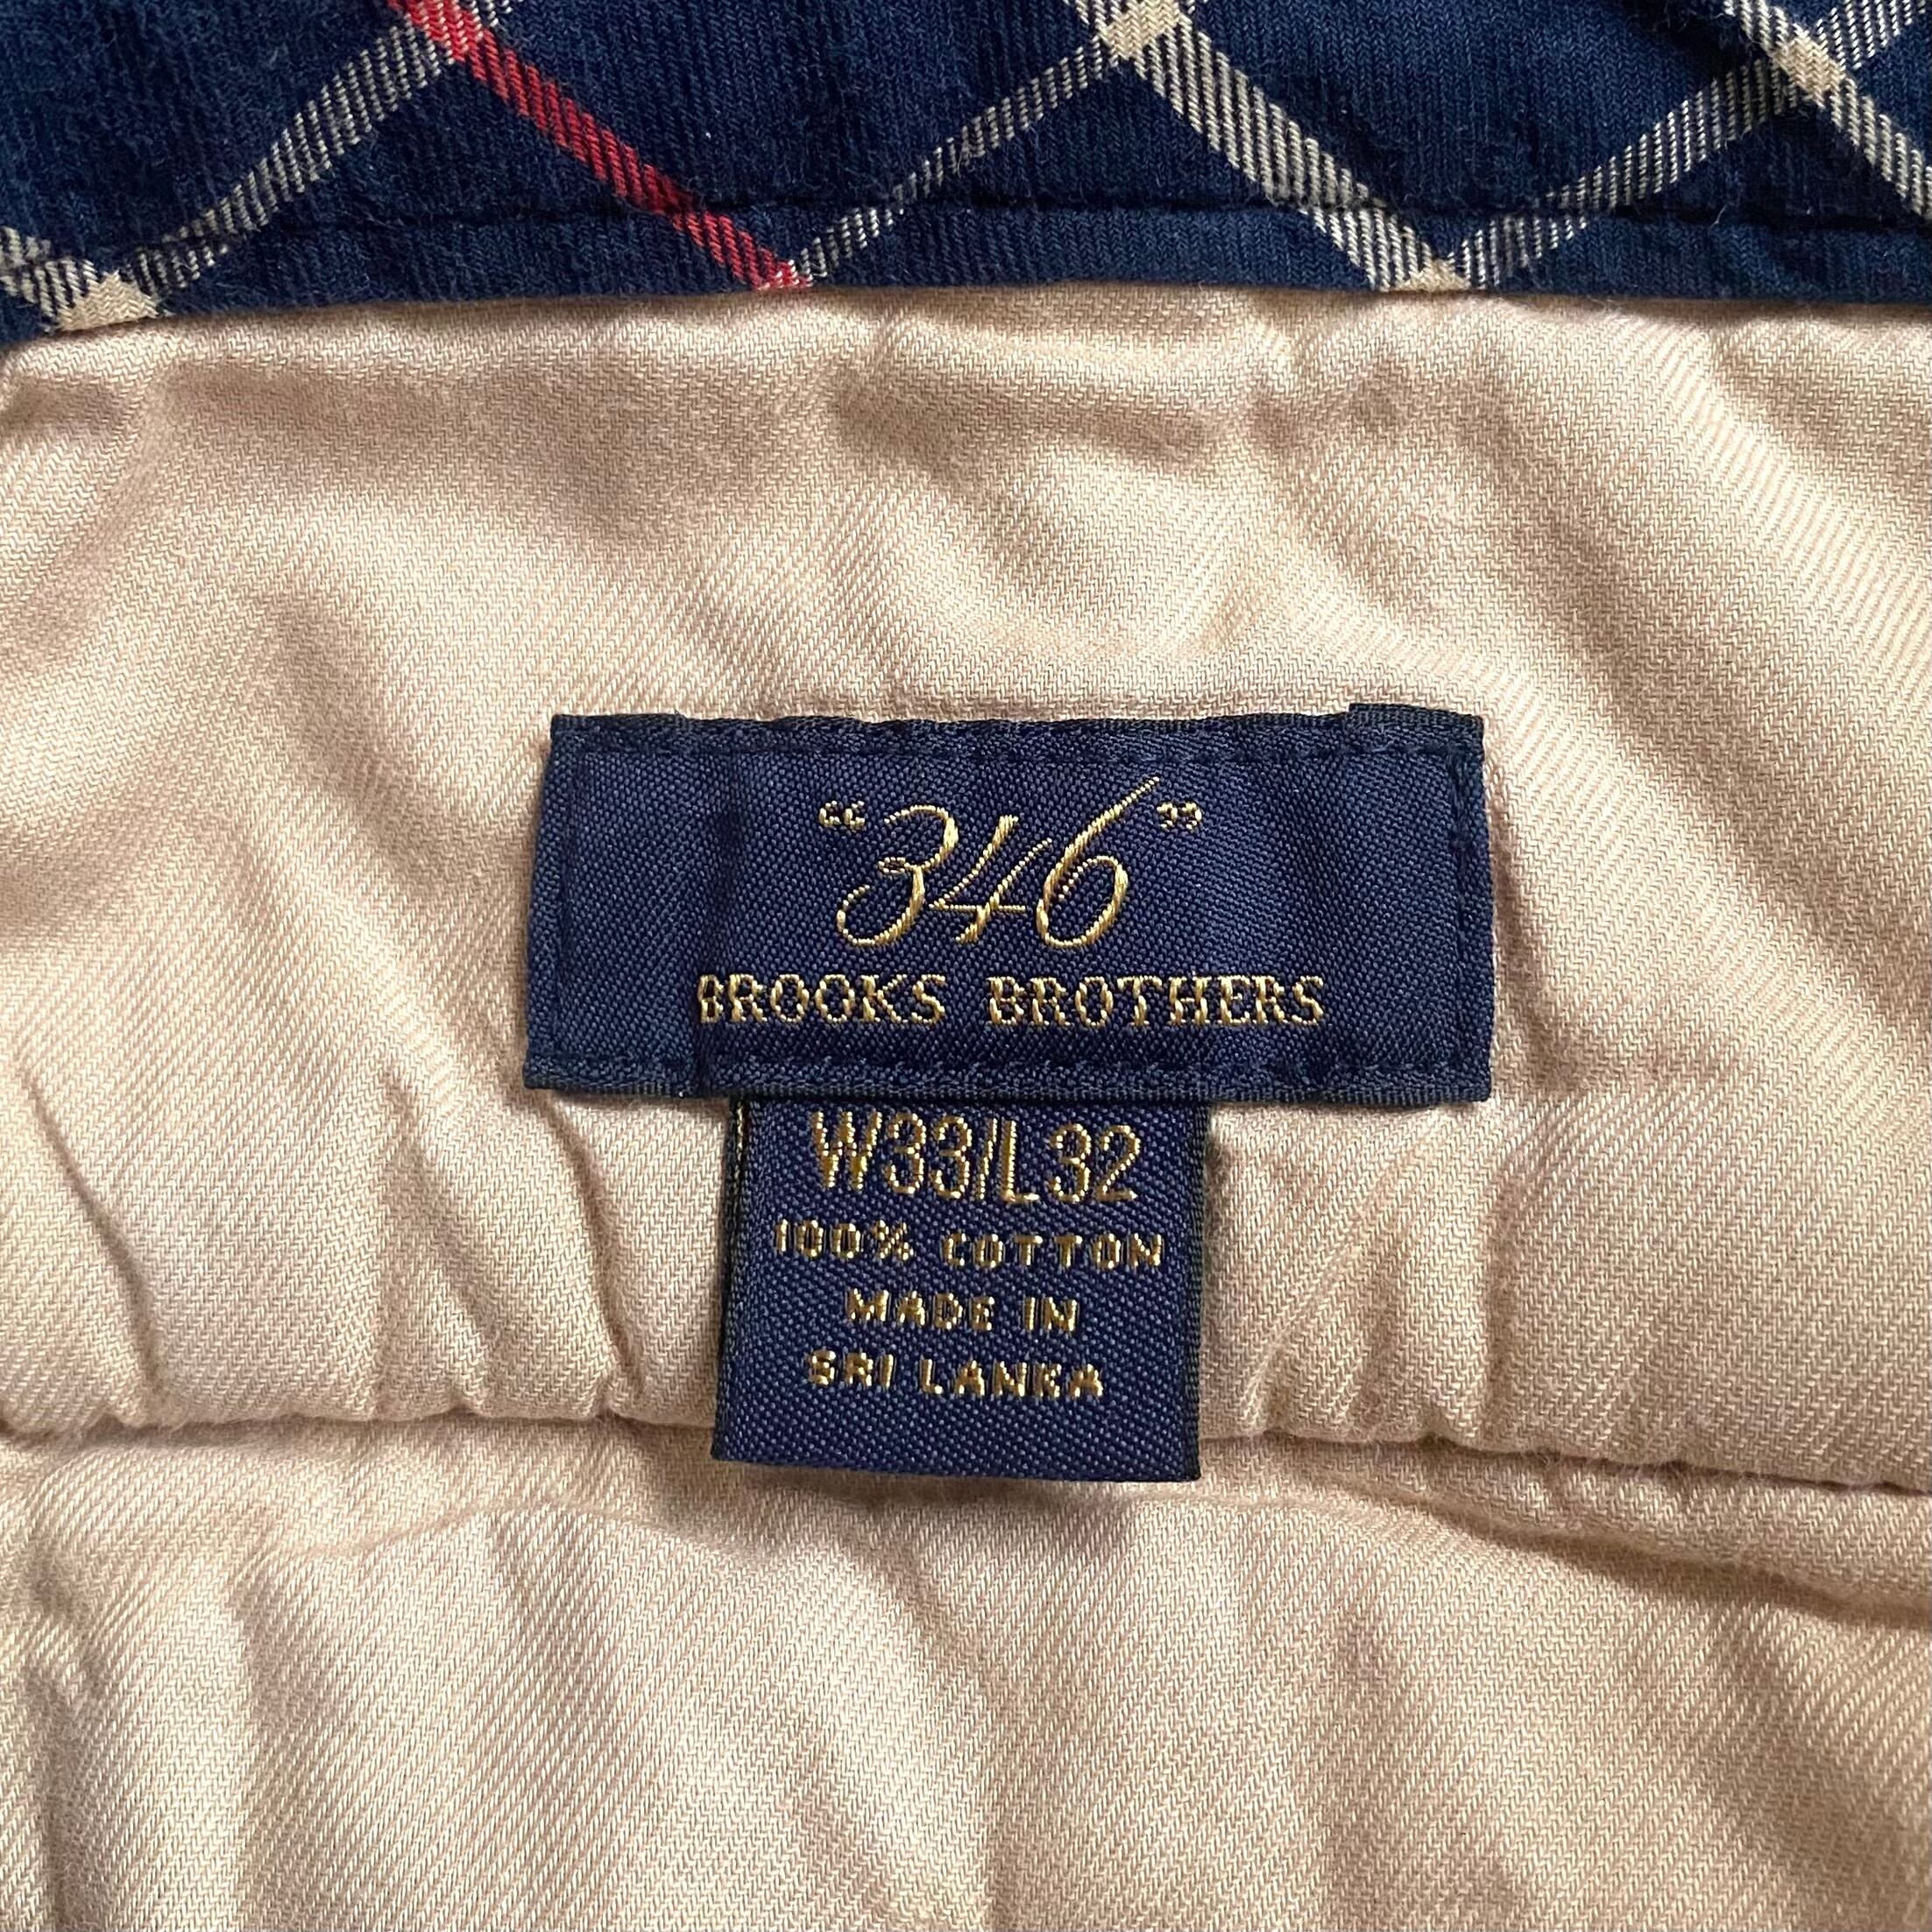 “346”
BROOKS BROTHERS
W33/L32
100% COTTON
MADE IN
SRI LANKA